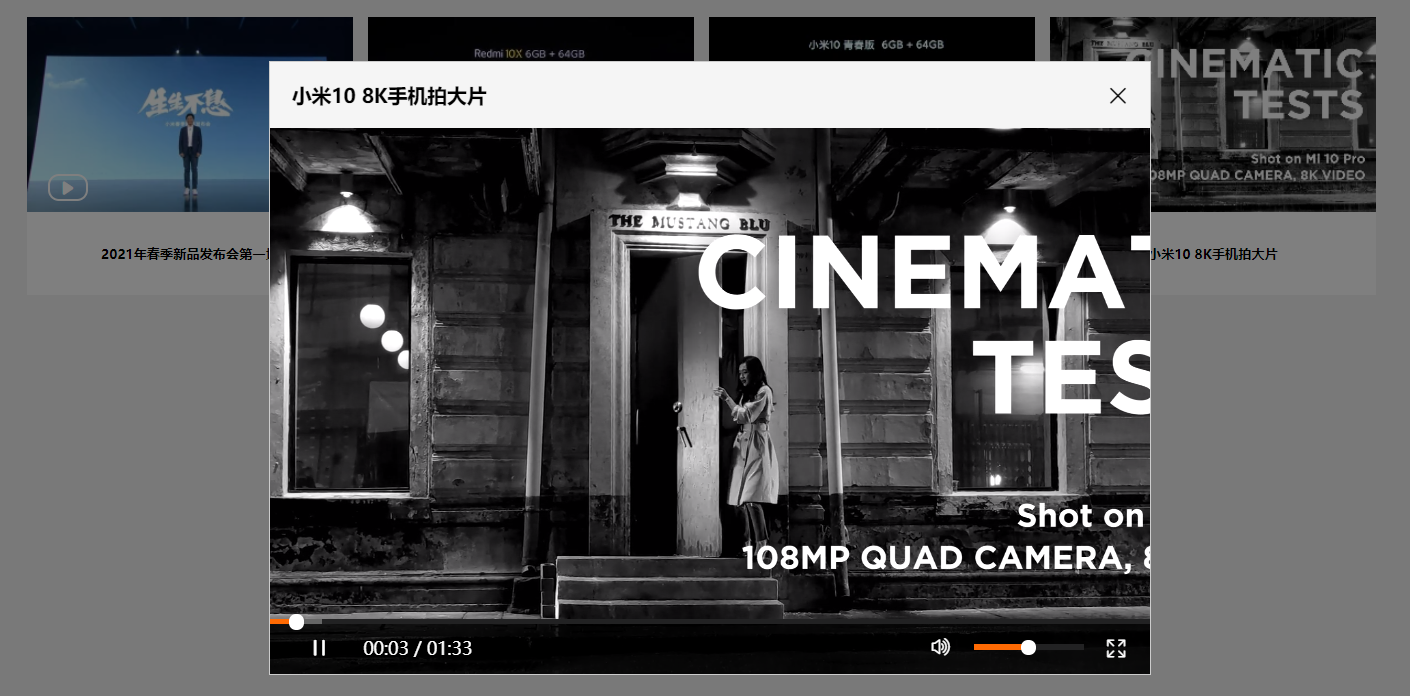 生生不息
Redmi 10X 6GB + 64GB
小米10 青春版 6GB + 64GB
THE MUSTANG BLU
CINEMATIC
TESTS
Shot on MI 10 Pro
08MP QUAD CAMERA, 8K VIDEO
小米10 8K手机拍大片
THE MUSTANG BLU
CINEMAT
TES
Shot on
108MP QUAD CAMERA, 8
00:03 / 01:33
2021年春季新品发布会第一
小米10 8K手机拍大片